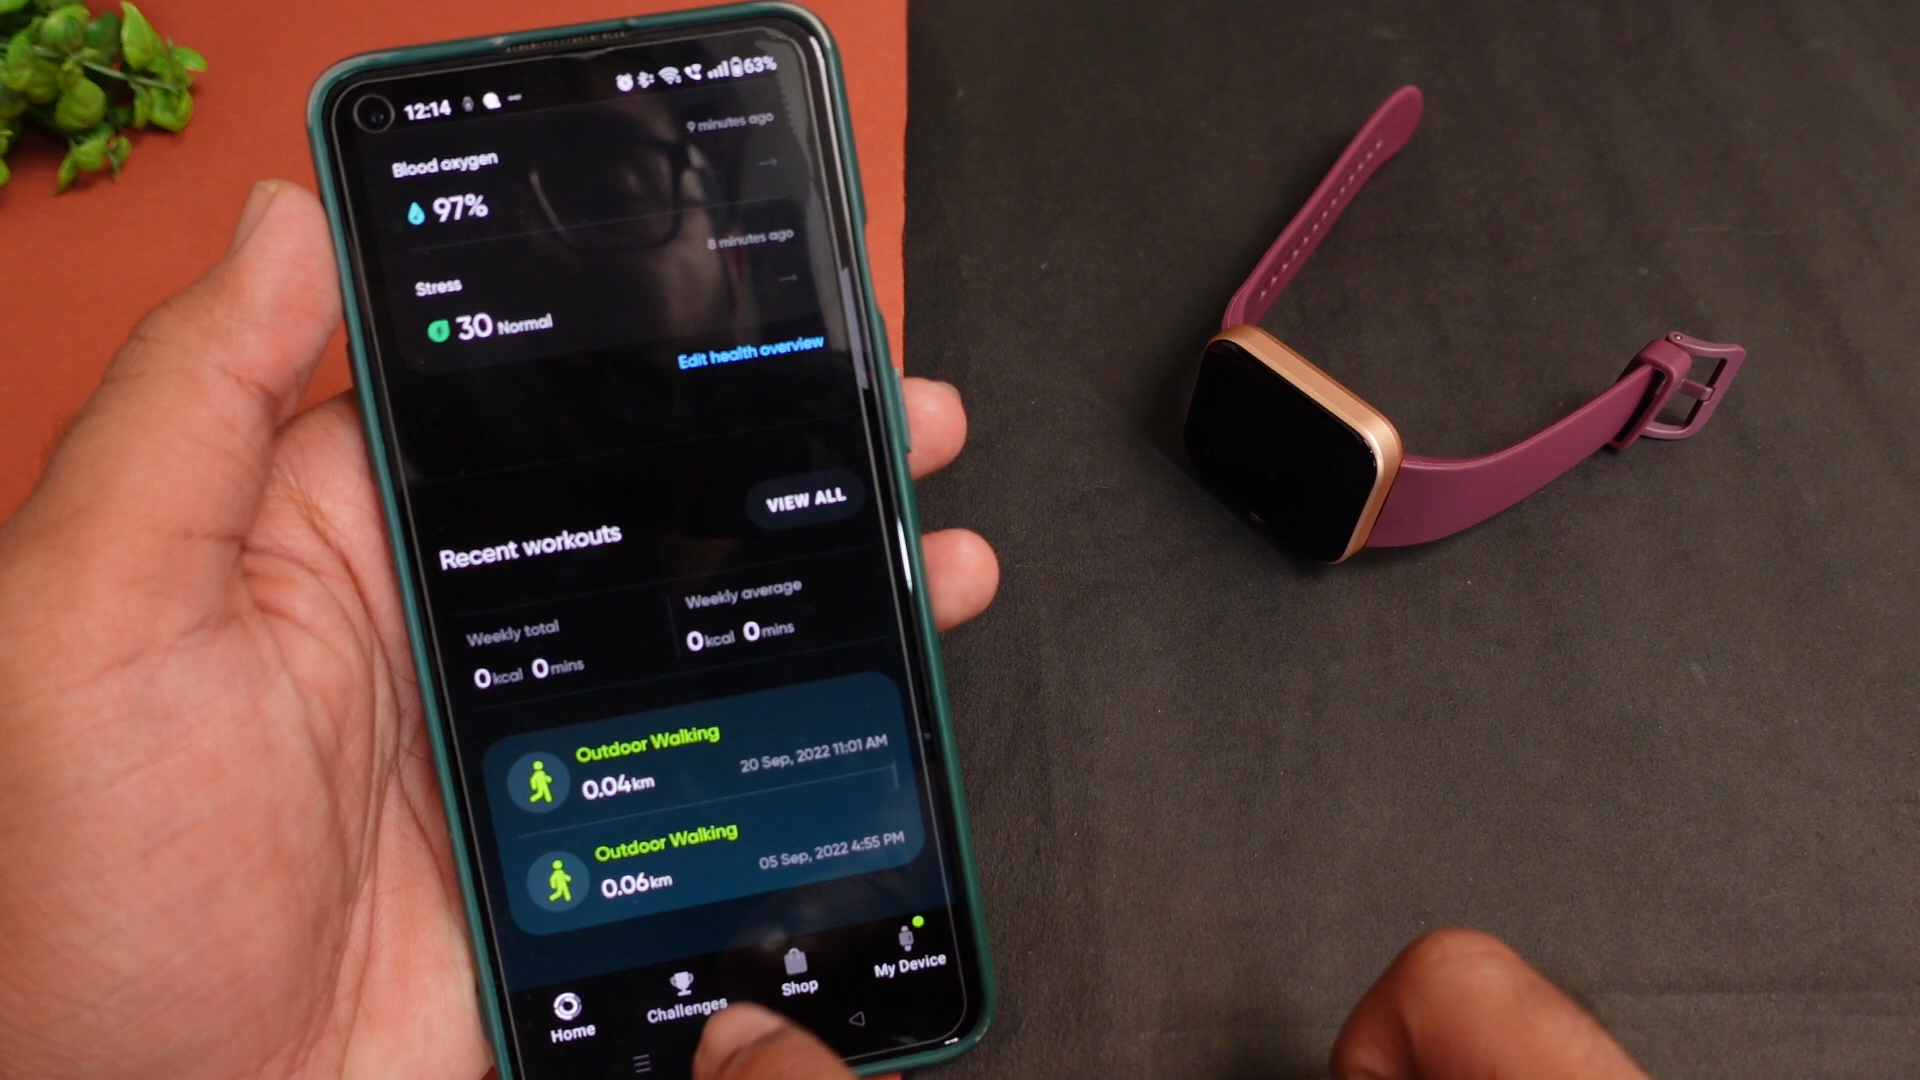 12:14
63%
9 minutes ago
Blood oxygen
97%
8 minutes ago
Stress
30 Normal
Edit health overview
VIEW ALL
Recent workouts
Weekly total
0kcal 0mins
Weekly average
0kcal 0mins
Outdoor Walking
0.04km
20 Sep, 2022 11:01 AM
Outdoor Walking
0.06km
05 Sep, 2022 4:55 PM
Home
Challenges
Shop
My Device